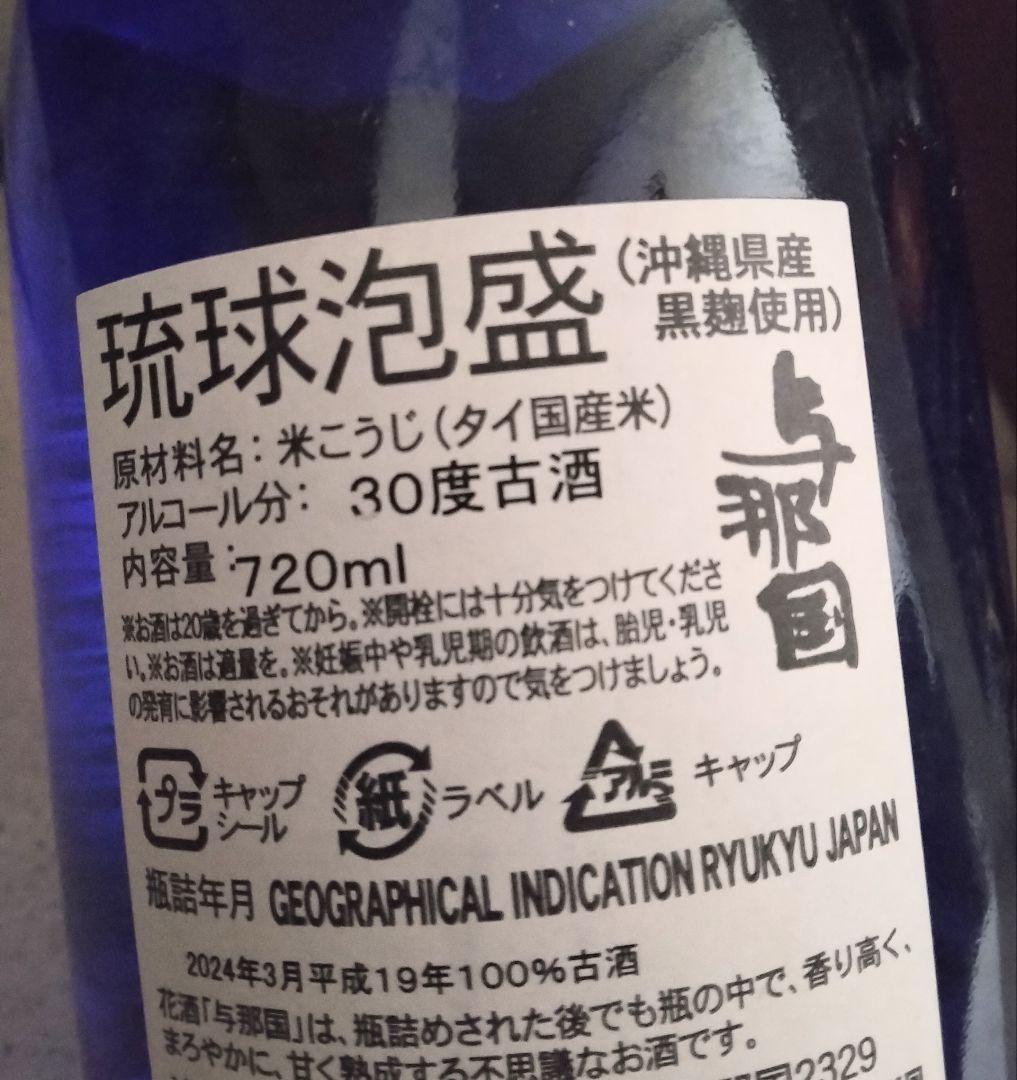 琉球泡盛
(沖縄県産
黒麹使用)
与那国
原材料名：米こうじ(タイ国産米)
アルコール分： 30度古酒
内容量：720ml
※お酒は20歳を過ぎてから。※開栓には十分気をつけてくださ
い。※お酒は適量を。※妊娠中や乳児期の飲酒は、胎児・乳児
の発育に影響されるおそれがありますので気をつけましょう。
プラ キャップ
シール
紙 ラベル
アルミ キャップ
瓶詰年月 GEOGRAPHICAL INDICATION RYUKYU JAPAN
2024年3月平成19年100%古酒
花酒「与那国」は、瓶詰めされた後でも瓶の中で、香り高く、
まろやかに、甘く熟成する不思議なお酒です。
国2329